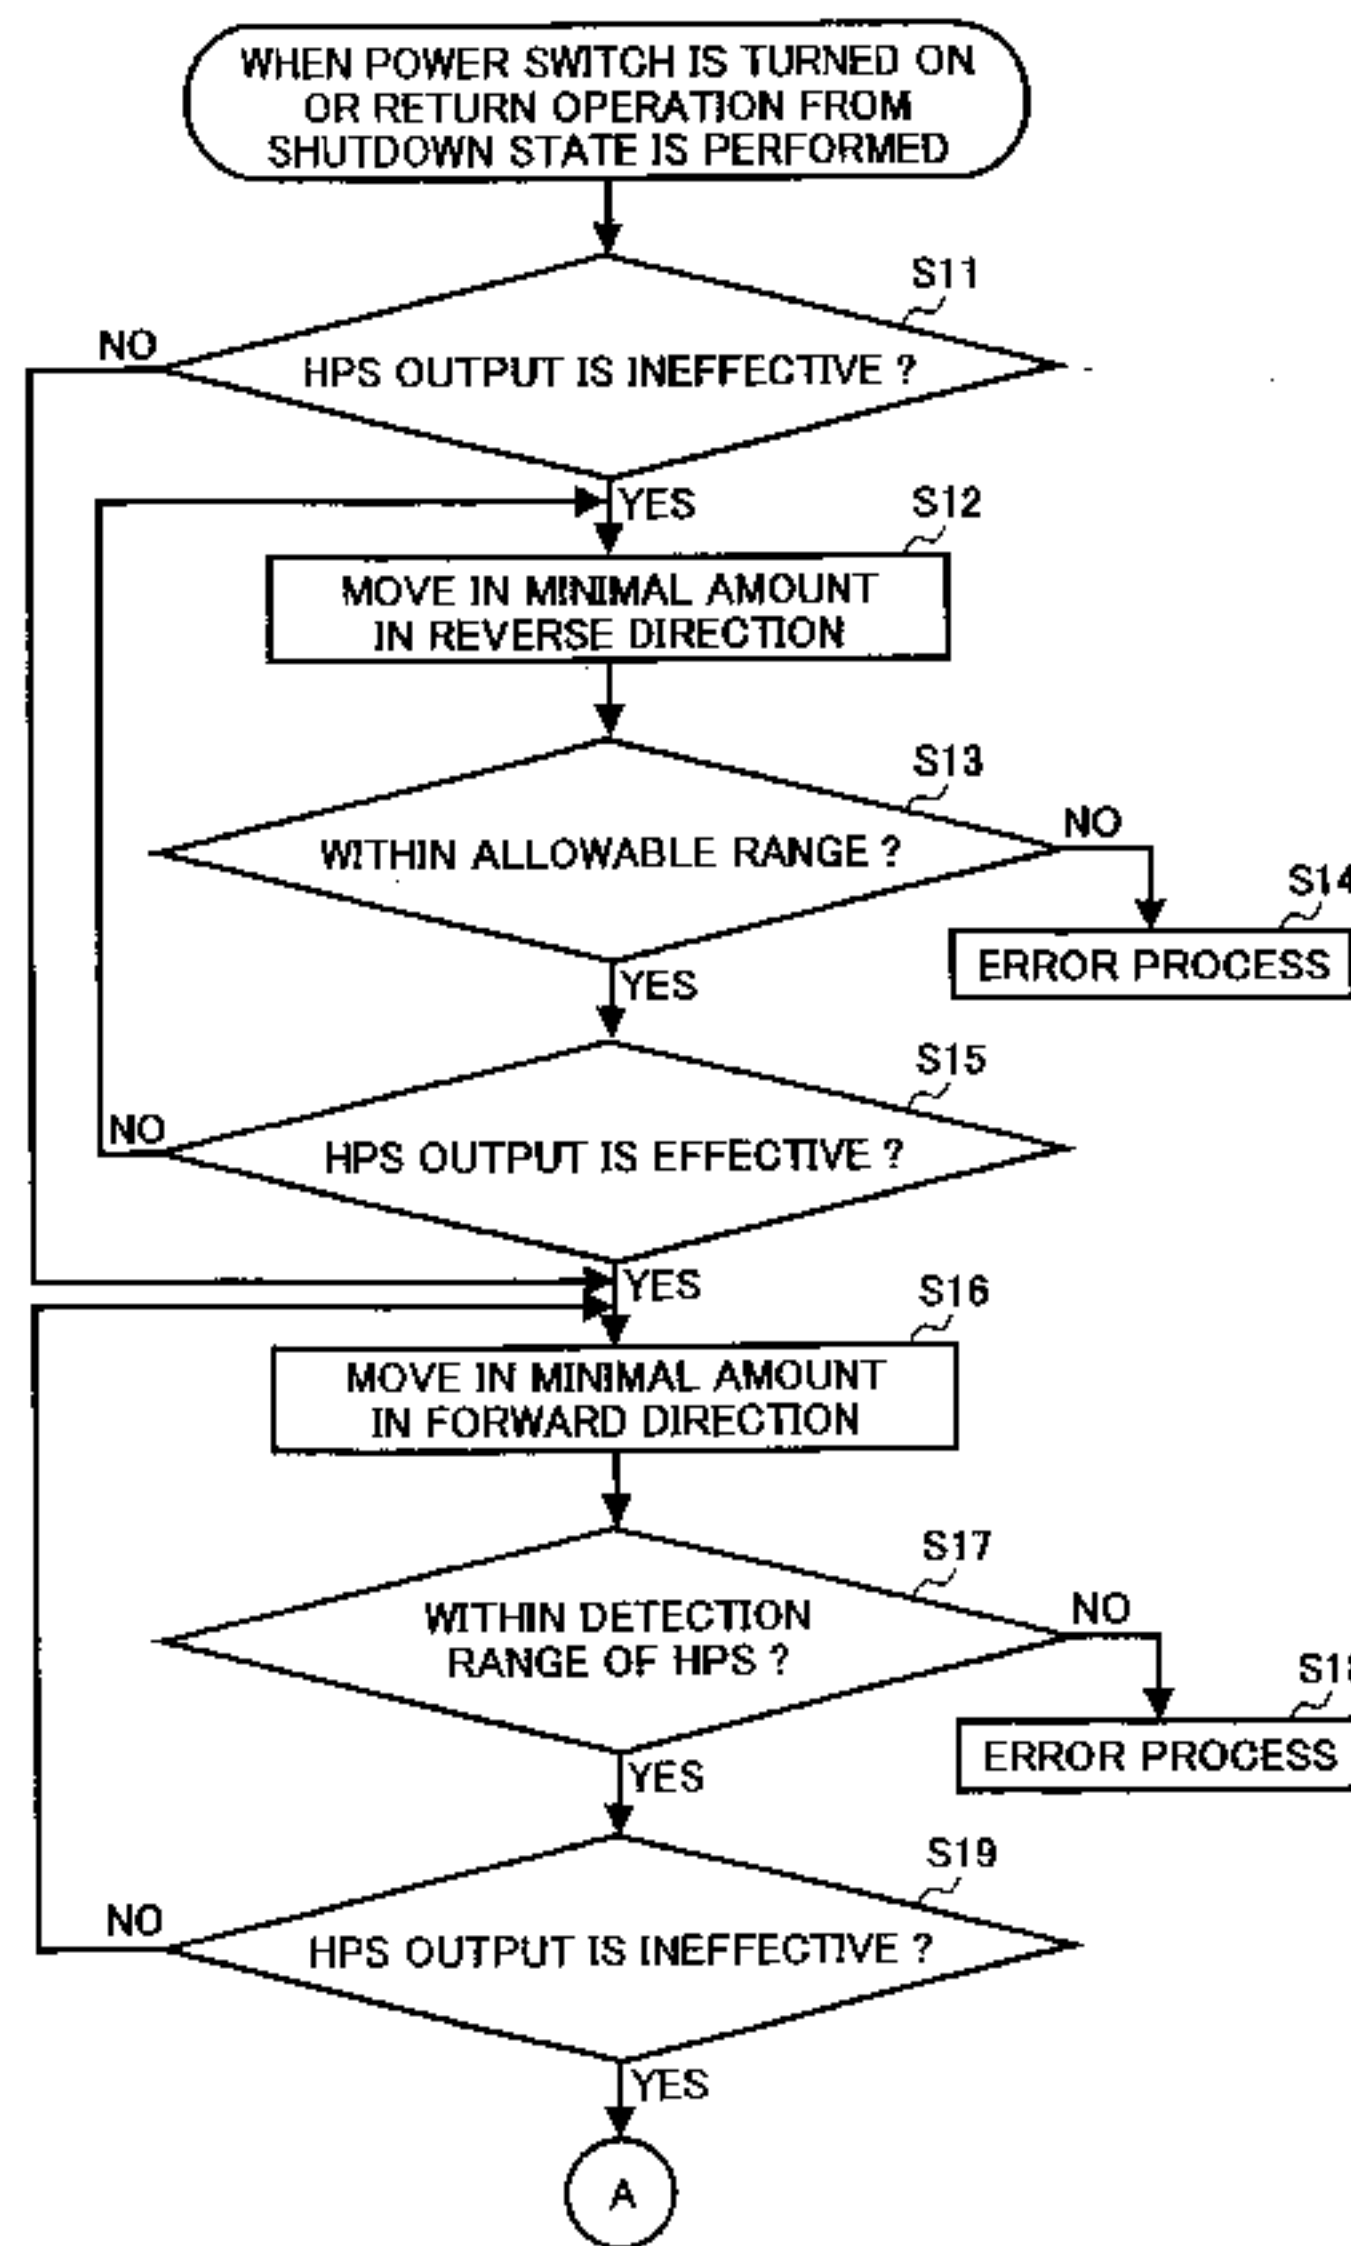 WHEN POWER SWITCH IS TURNED ON
OR RETURN OPERATION FROM
SHUTDOWN STATE IS PERFORMED
S11
NO
HPS OUTPUT IS INEFFECTIVE ?
YES
S12
MOVE IN MINIMAL AMOUNT
IN REVERSE DIRECTION
S13
NO
WITHIN ALLOWABLE RANGE ?
S14
ERROR PROCESS
YES
S15
NO
HPS OUTPUT IS EFFECTIVE ?
YES
S16
MOVE IN MINIMAL AMOUNT
IN FORWARD DIRECTION
S17
NO
WITHIN DETECTION
RANGE OF HPS ?
S18
ERROR PROCESS
YES
S19
NO
HPS OUTPUT IS INEFFECTIVE ?
YES
A